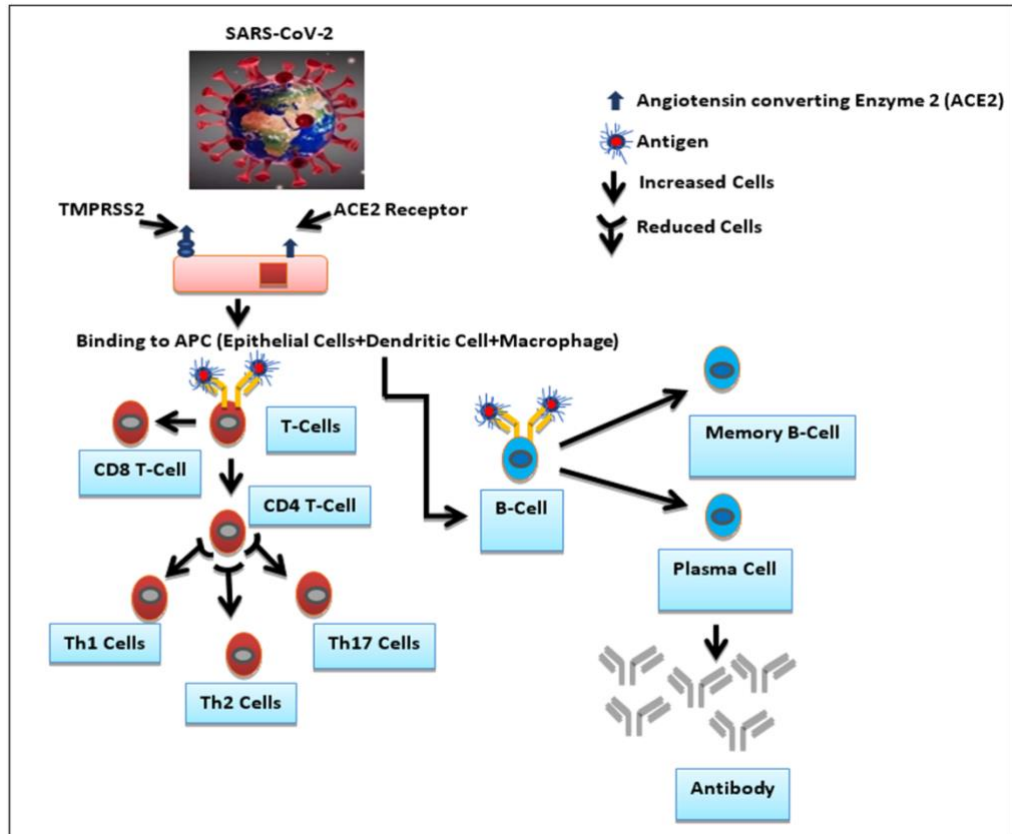 SARS-CoV-2
Angiotensin converting Enzyme 2 (ACE2)
Antigen
Increased Cells
Reduced Cells
TMPRSS2
ACE2 Receptor
Binding to APC (Epithelial Cells+Dendritic Cell+Macrophage)
T-Cells
CD8 T-Cell
CD4 T-Cell
Th1 Cells
Th17 Cells
Th2 Cells
B-Cell
Memory B-Cell
Plasma Cell
Antibody